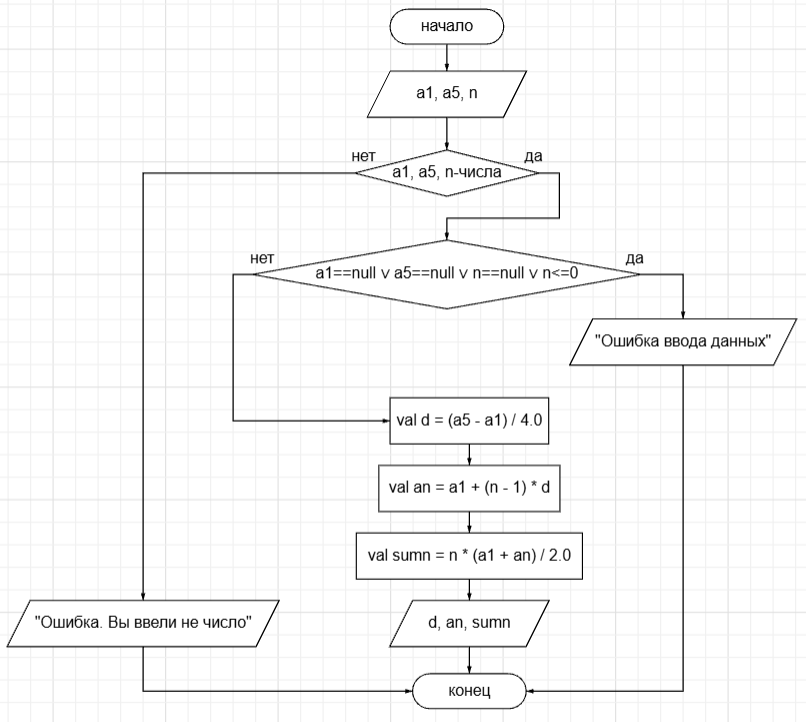 начало
a1, a5, n
нет
да
a1, a5, n-числа
нет
да
a1==null v a5==null v n==null v n<=0
"Ошибка ввода данных"
val d = (a5 - a1) / 4.0
val an = a1 + (n - 1) * d
val sumn = n * (a1 + an) / 2.0
"Ошибка. Вы ввели не число"
d, an, sumn
конец